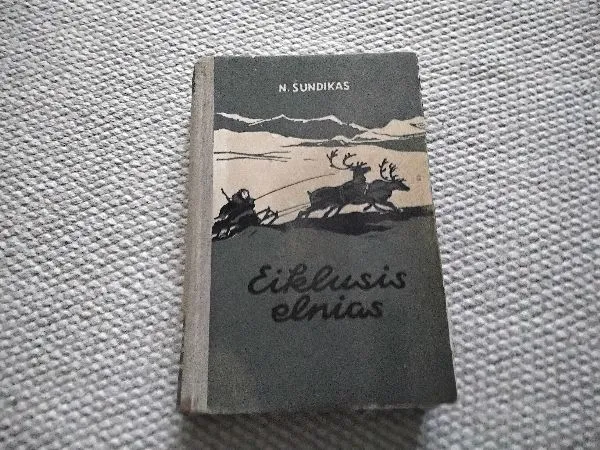 N. ŠUNDIKAS
Eiklusis
elnias